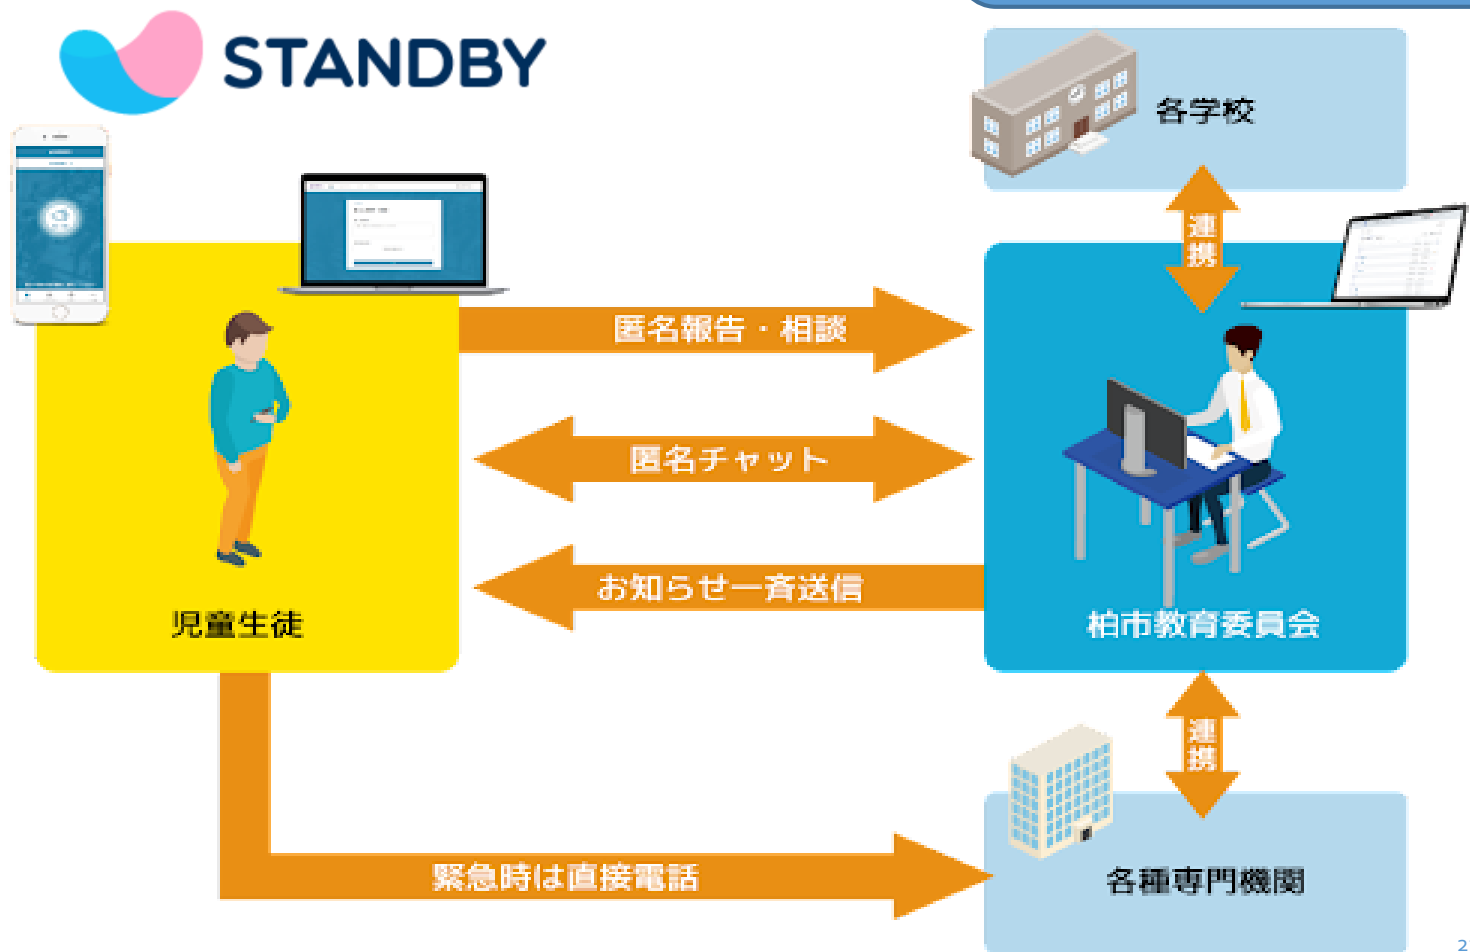 STANDBY
各学校
連携
匿名報告・相談
匿名チャット
お知らせ一斉送信
児童生徒
柏市教育委員会
連携
緊急時は直接電話
各種専門機関
2